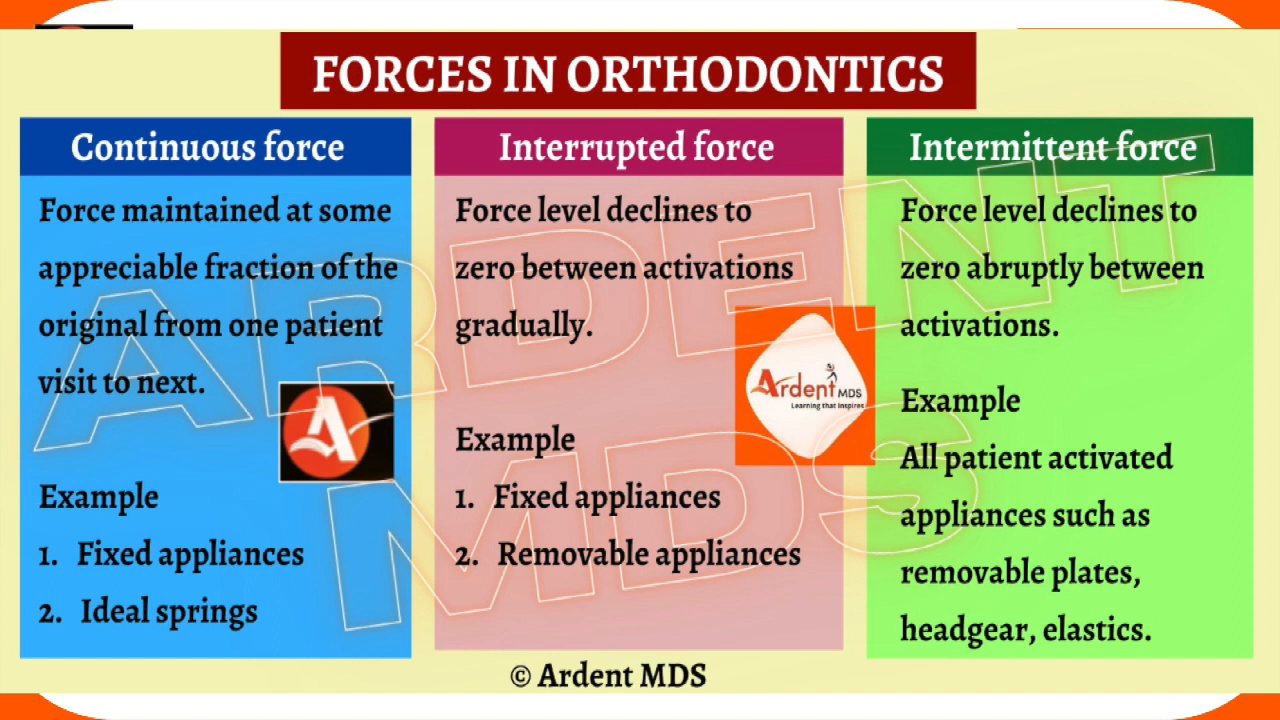 FORCES IN ORTHODONTICS
Continuous force
Force maintained at some
appreciable fraction of the
original from one patient
visit to next.
Example
1. Fixed appliances
2. Ideal springs
Interrupted force
Force level declines to
zero between activations
gradually.
Example
1. Fixed appliances
2. Removable appliances
Intermittent force
Force level declines to
zero abruptly between
activations.
Example
All patient activated
appliances such as
removable plates,
headgear, elastics.
A
Ardent MDS
Learning that inspires
ARDENT
MDS
© Ardent MDS